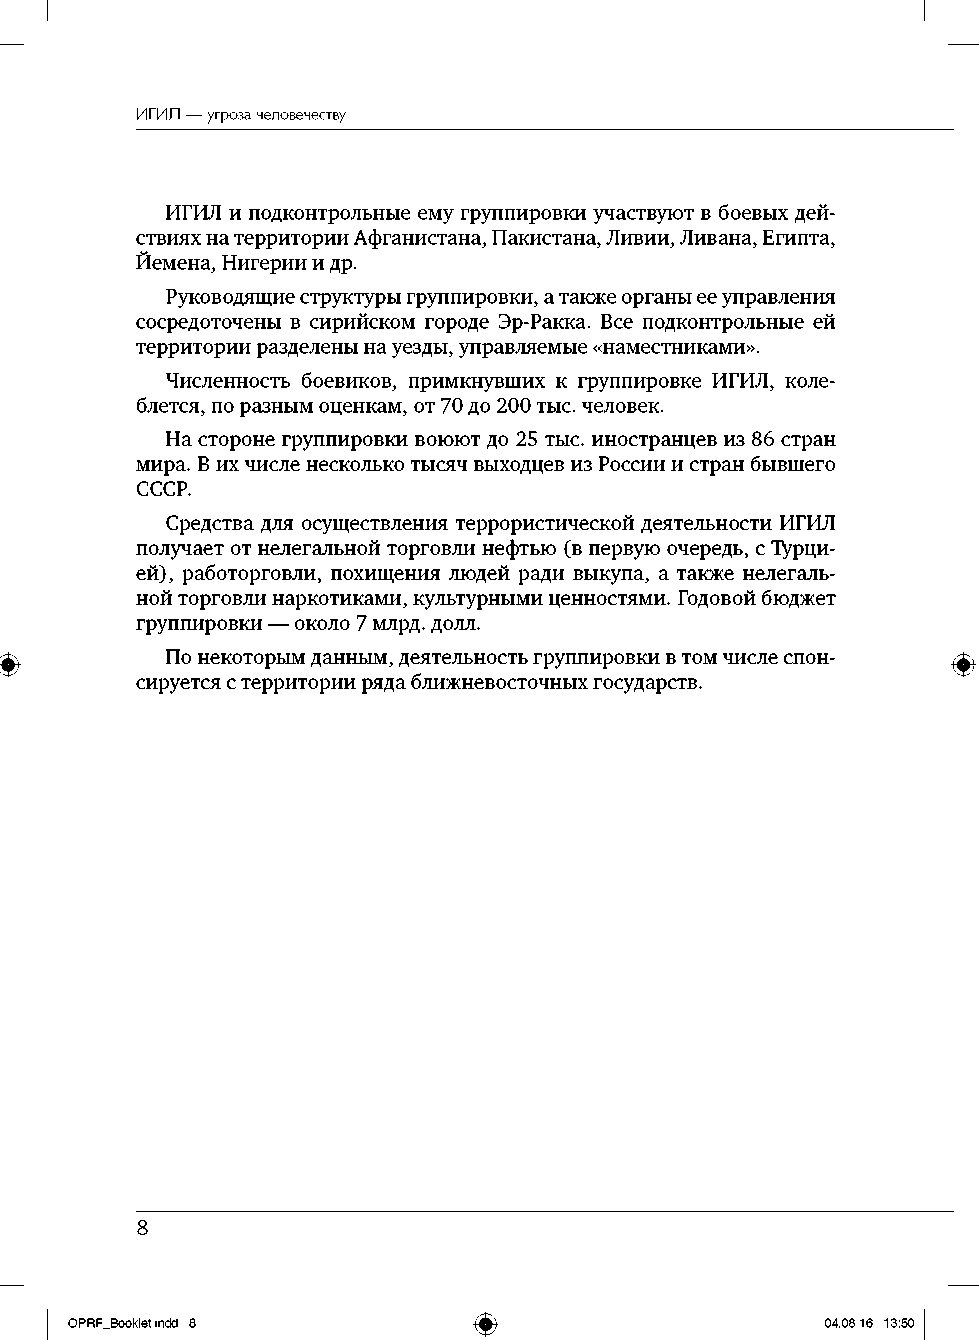 ИГИЛ — угроза человечеству
ИГИЛ и подконтрольные ему группировки участвуют в боевых дей-
ствиях на территории Афганистана, Пакистана, Ливии, Ливана, Египта,
Йемена, Нигерии и др.
Руководящие структуры группировки, а также органы ее управления
сосредоточены в сирийском городе Эр-Ракка. Все подконтрольные ей
территории разделены на уезды, управляемые «наместниками».
Численность боевиков, примкнувших к группировке ИГИЛ, коле-
блется, по разным оценкам, от 70 до 200 тыс. человек.
На стороне группировки воюют до 25 тыс. иностранцев из 86 стран
мира. В их числе несколько тысяч выходцев из России и стран бывшего
СССР.
Средства для осуществления террористической деятельности ИГИЛ
получает от нелегальной торговли нефтью (в первую очередь, с Турци-
ей), работорговли, похищения людей ради выкупа, а также нелегаль-
ной торговли наркотиками, культурными ценностями. Годовой бюджет
группировки — около 7 млрд. долл.
По некоторым данным, деятельность группировки в том числе спон-
сируется с территории ряда ближневосточных государств.
8
OPRF_Booklet.indd 8
04.08.16 13:50